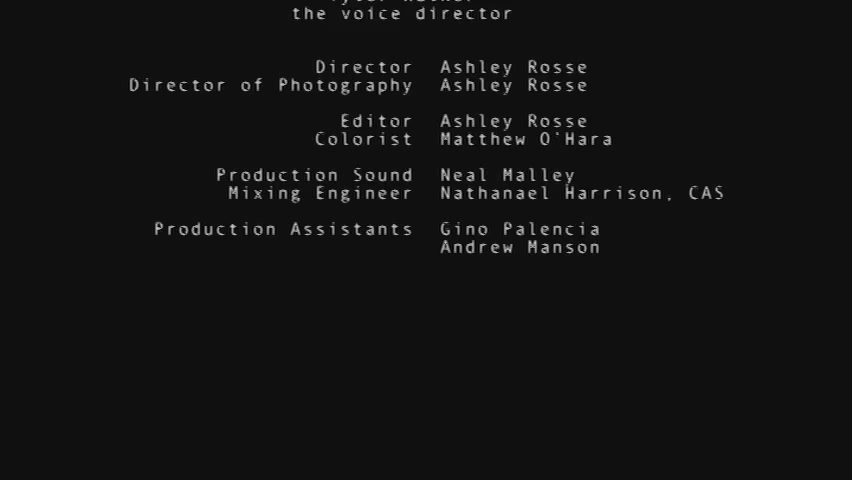 the voice director
Director Ashley Rosse
Director of Photography Ashley Rosse
Editor Ashley Rosse
Colorist Matthew O'Hara
Production Sound Neal Malley
Mixing Engineer Nathanael Harrison, CAS
Production Assistants Gino Palencia
Andrew Manson